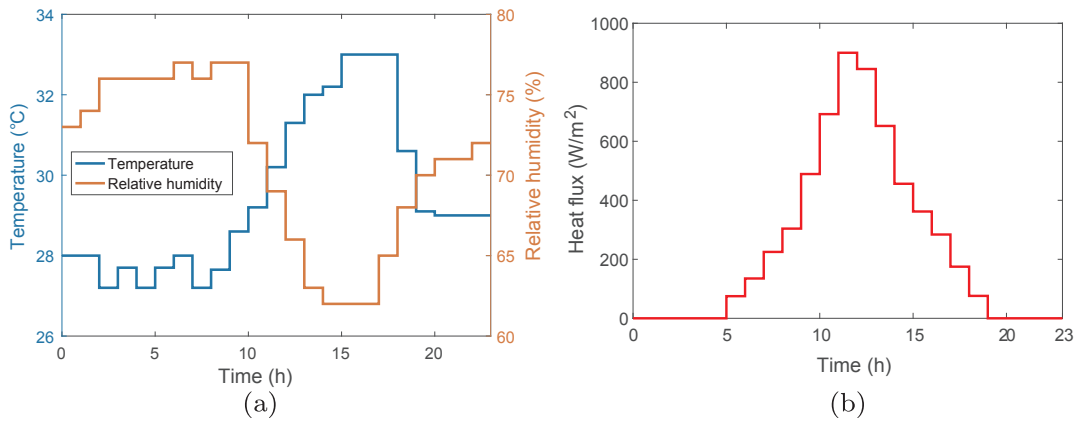 34
32
30
28
26
Temperature (°C)
80
75
70
65
60
Relative humidity (%)
Temperature
Relative humidity
0 5 10 15 20
Time (h)
(a)
1000
800
600
400
200
0
Heat flux (W/m²)
0 5 10 15 20 23
Time (h)
(b)